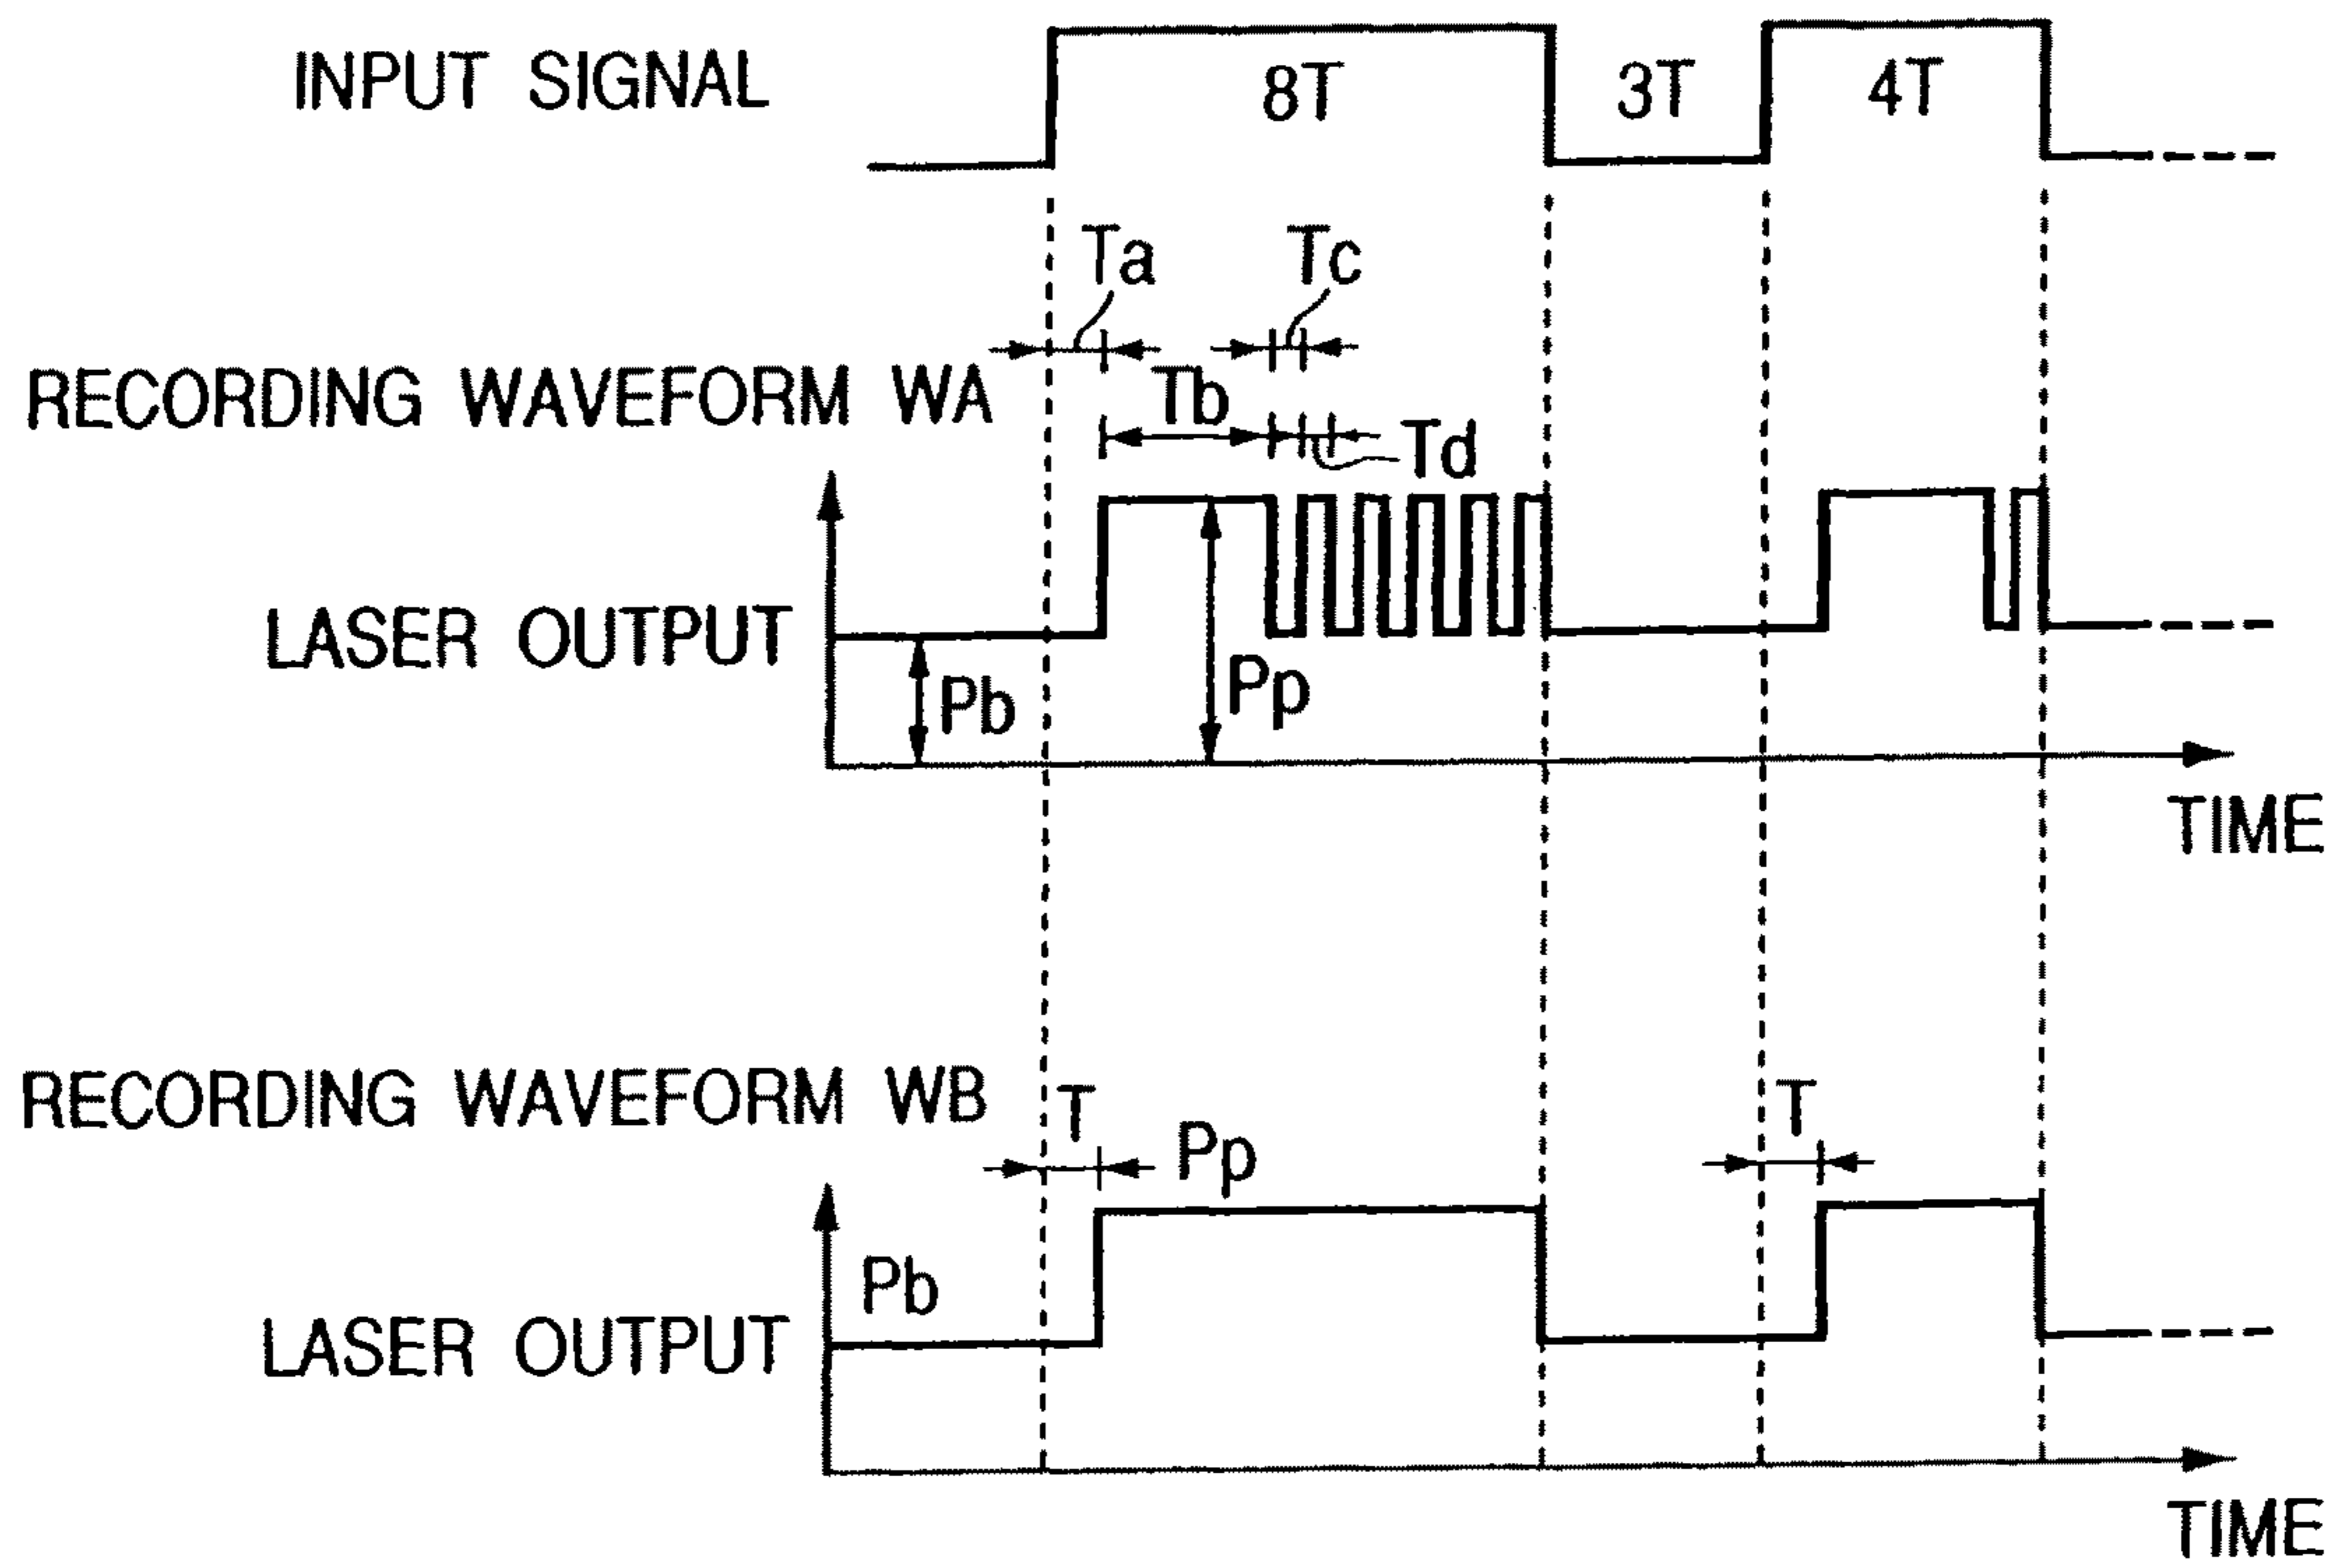 INPUT SIGNAL
8T
3T
4T
Ta
Tc
RECORDING WAVEFORM WA
Tb
Td
LASER OUTPUT
Pb
Pp
TIME
RECORDING WAVEFORM WB
T
Pp
T
Pb
LASER OUTPUT
TIME